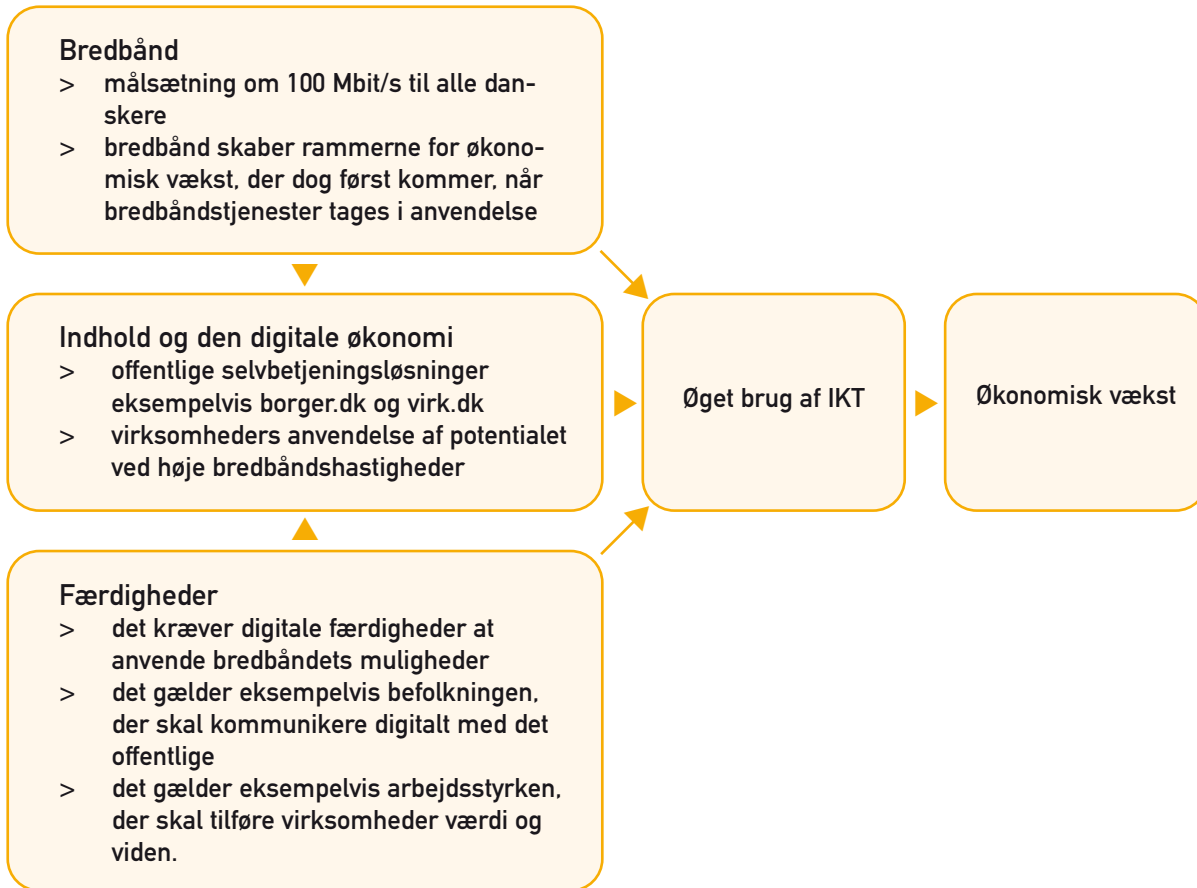 Bredbånd
> målsætning om 100 Mbit/s til alle dan-
skere
> bredbånd skaber rammerne for økono-
misk vækst, der dog først kommer, når
bredbåndstjenester tages i anvendelse
Indhold og den digitale økonomi
> offentlige selvbetjeningsløsninger
eksempelvis borger.dk og virk.dk
> virksomheders anvendelse af potentialet
ved høje bredbåndshastigheder
Øget brug af IKT
Økonomisk vækst
Færdigheder
> det kræver digitale færdigheder at
anvende bredbåndets muligheder
> det gælder eksempelvis befolkningen,
der skal kommunikere digitalt med det
offentlige
> det gælder eksempelvis arbejdsstyrken,
der skal tilføre virksomheder værdi og
viden.